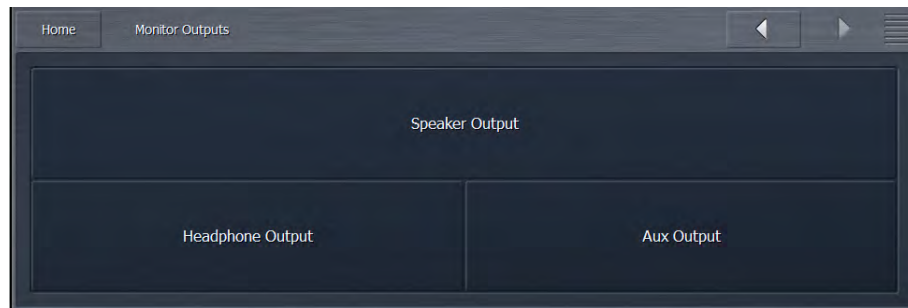 Home
Monitor Outputs
Speaker Output
Headphone Output
Aux Output